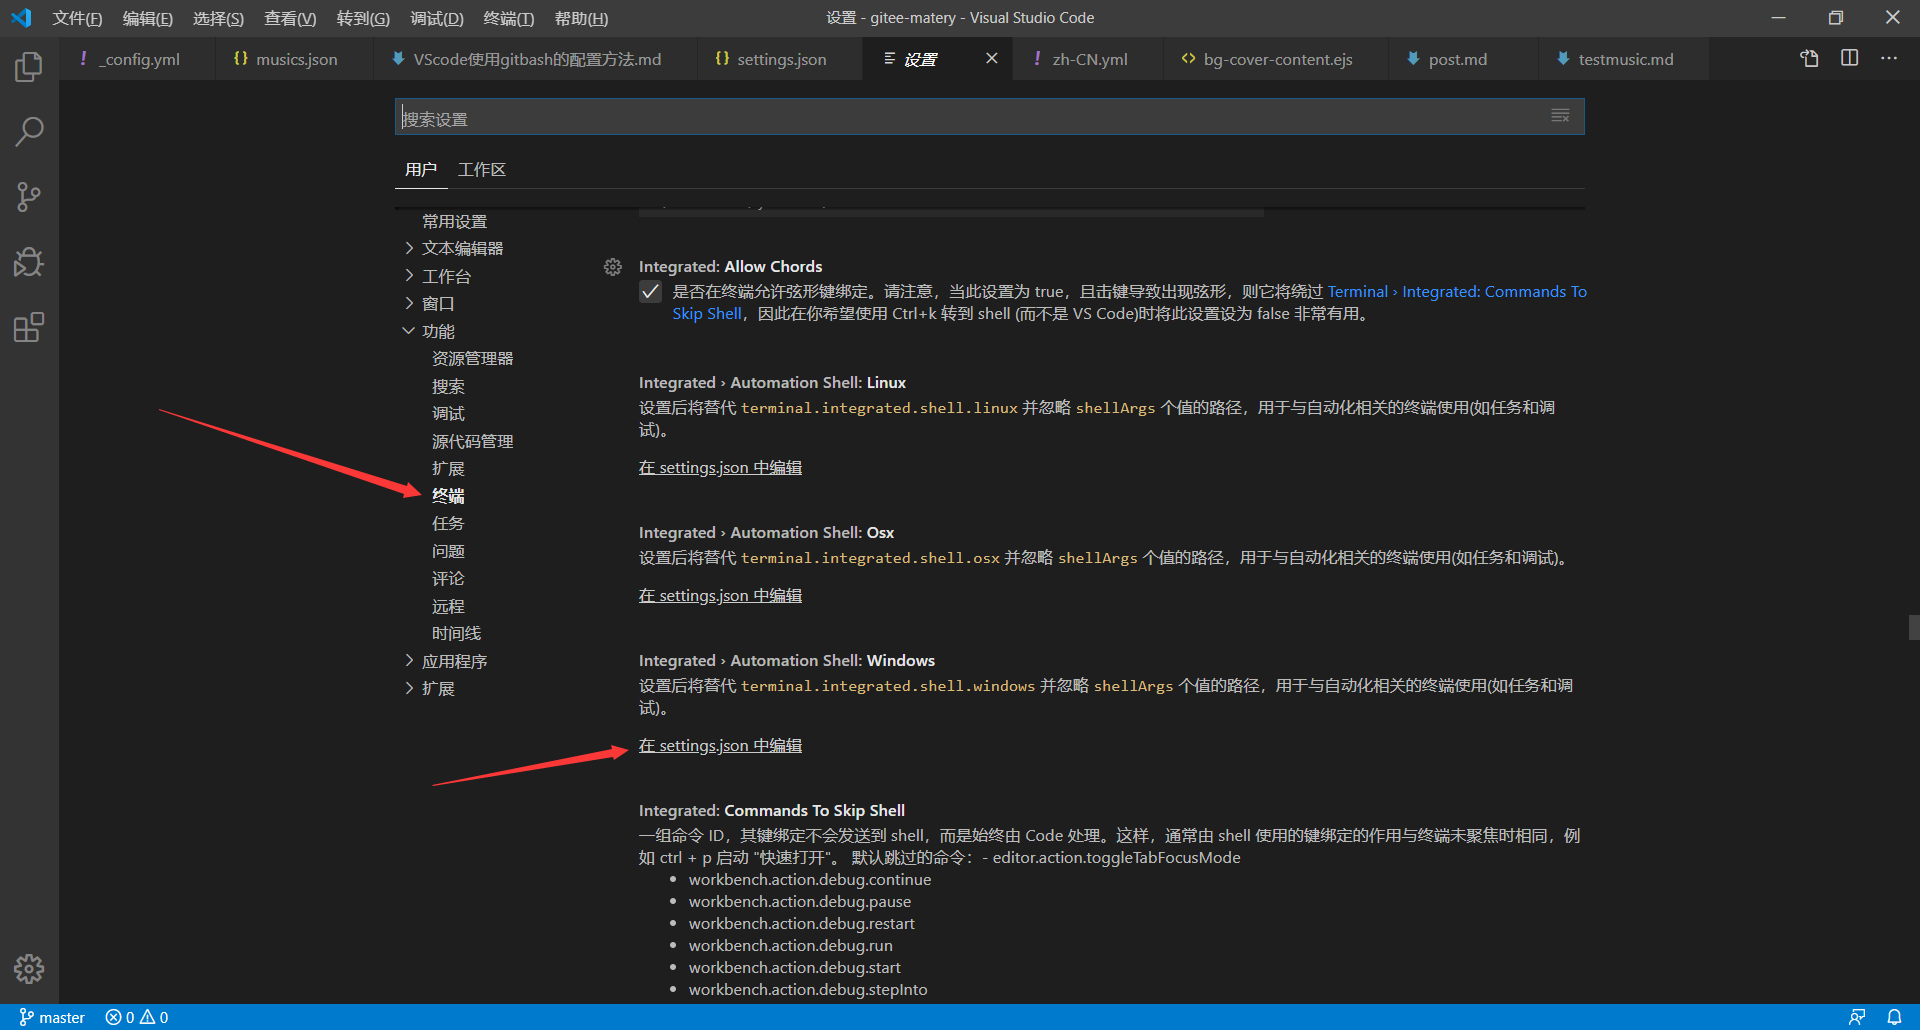 文件(F) 编辑(E) 选择(S) 查看(V) 转到(G) 调试(D) 终端(T) 帮助(H) 设置 - gitee-matery - Visual Studio Code
! _config.yml {} musics.json VScode使用gitbash的配置方法.md {} settings.json 设置 ! zh-CN.yml <> bg-cover-content.ejs post.md testmusic.md
搜索设置
用户 工作区
常用设置
文本编辑器
工作台
窗口
功能
资源管理器
搜索
调试
源代码管理
扩展
终端
任务
问题
评论
远程
时间线
应用程序
扩展
Integrated: Allow Chords
是否在终端允许弦形键绑定。请注意，当此设置为 true，且击键导致出现弦形，则它将绕过 Terminal › Integrated: Commands To
Skip Shell，因此在你希望使用 Ctrl+k 转到 shell (而不是 VS Code)时将此设置设为 false 非常有用。
Integrated › Automation Shell: Linux
设置后将替代 terminal.integrated.shell.linux 并忽略 shellArgs 个值的路径，用于与自动化相关的终端使用(如任务和调
试)。
在 settings.json 中编辑
Integrated › Automation Shell: Osx
设置后将替代 terminal.integrated.shell.osx 并忽略 shellArgs 个值的路径，用于与自动化相关的终端使用(如任务和调试)。
在 settings.json 中编辑
Integrated › Automation Shell: Windows
设置后将替代 terminal.integrated.shell.windows 并忽略 shellArgs 个值的路径，用于与自动化相关的终端使用(如任务和调
试)。
在 settings.json 中编辑
Integrated: Commands To Skip Shell
一组命令 ID，其键绑定不会发送到 shell，而是始终由 Code 处理。这样，通常由 shell 使用的键绑定的作用与终端未聚焦时相同，例
如 ctrl + p 启动 "快速打开"。 默认跳过的命令：- editor.action.toggleTabFocusMode
• workbench.action.debug.continue
• workbench.action.debug.pause
• workbench.action.debug.restart
• workbench.action.debug.run
• workbench.action.debug.start
• workbench.action.debug.stepInto
master 0 0